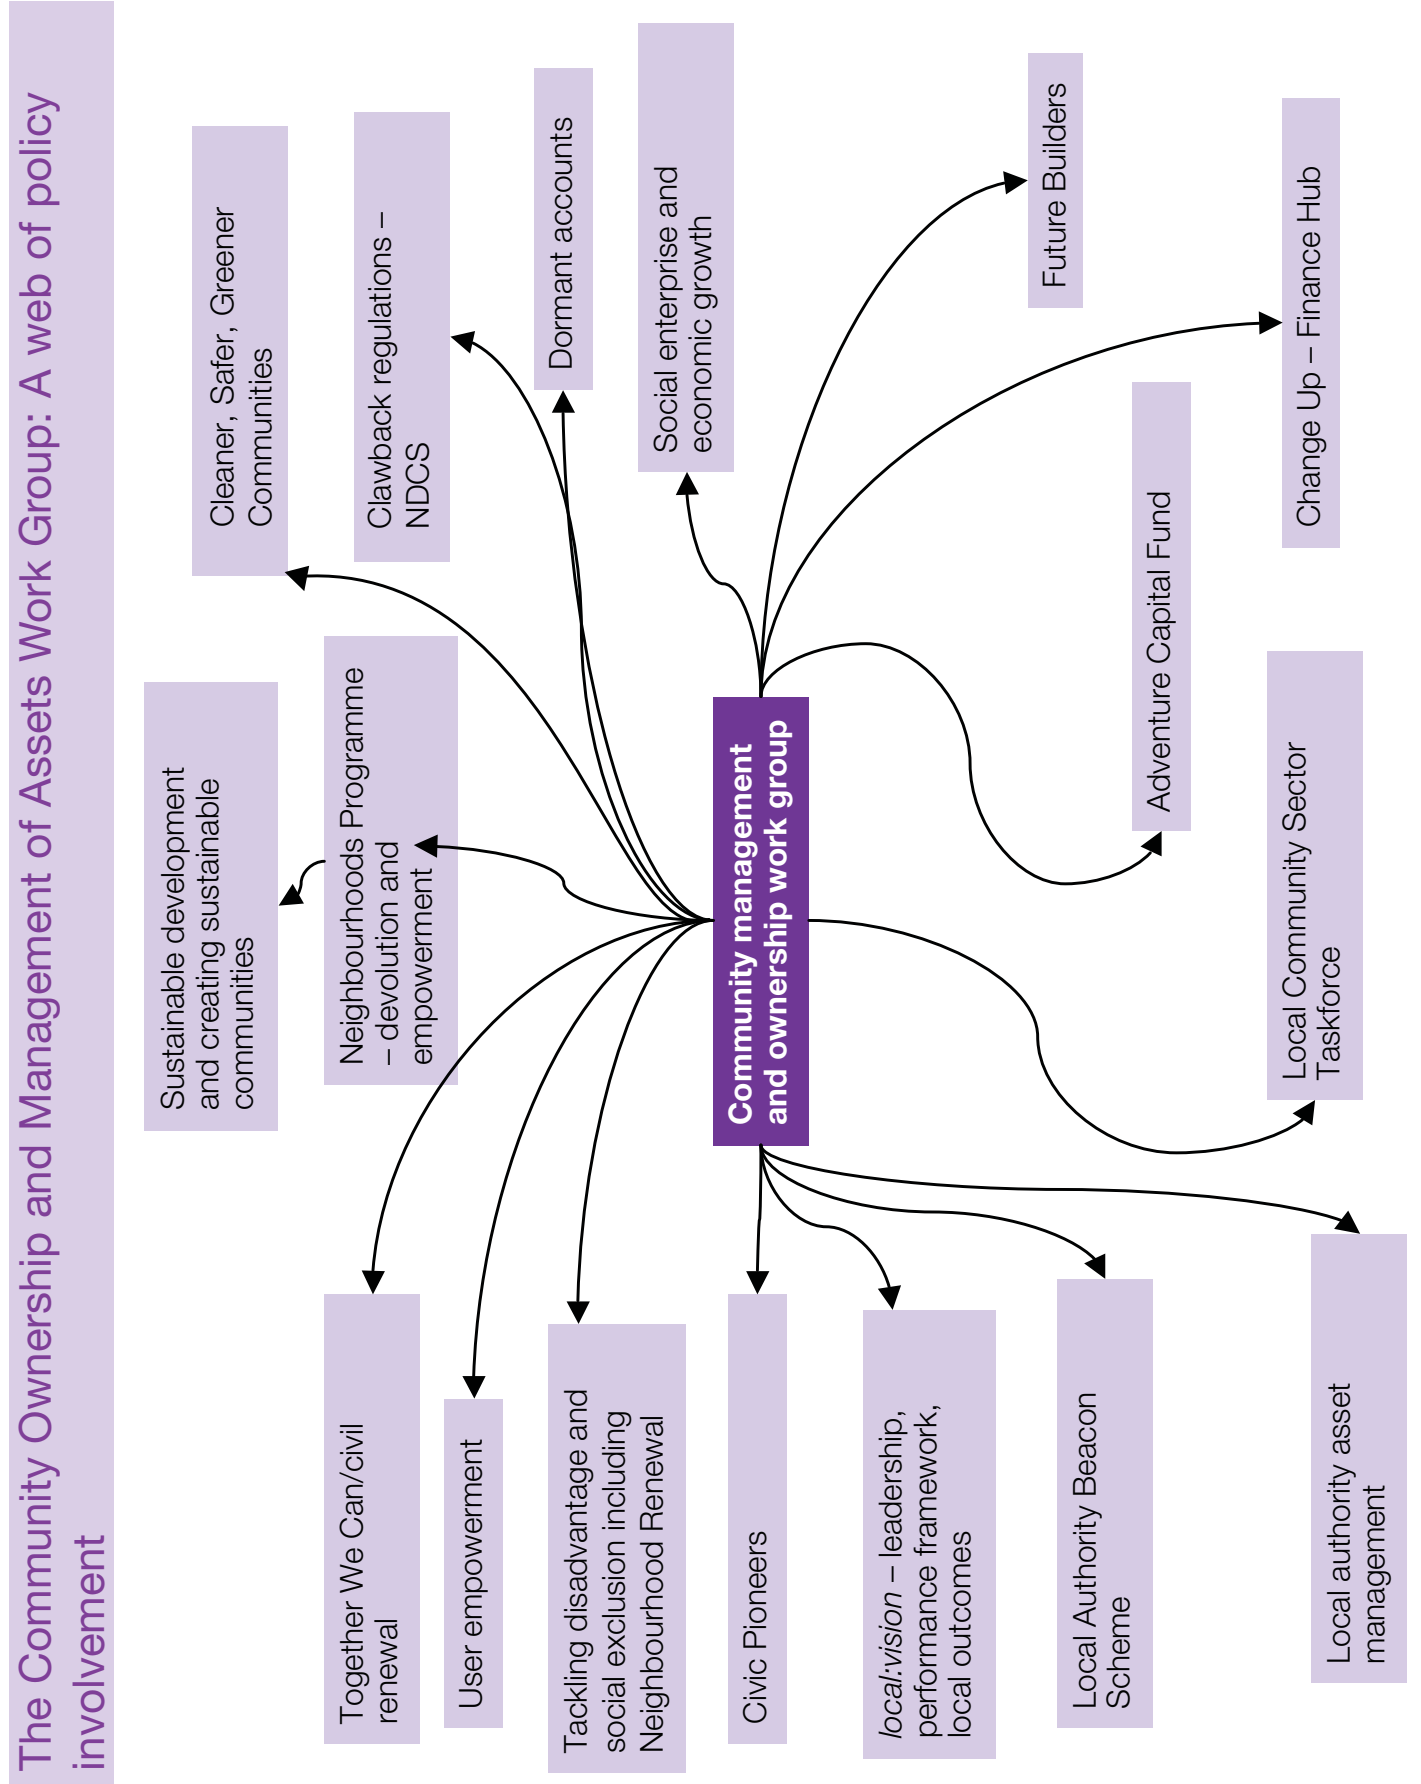 The Community Ownership and Management of Assets Work Group: A web of policy
involvement
Sustainable development
and creating sustainable
communities
Cleaner, Safer, Greener
Communities
Together We Can/civil
renewal
Neighbourhoods Programme
– devolution and
empowerment
Clawback regulations –
NDCS
User empowerment
Dormant accounts
Tackling disadvantage and
social exclusion including
Neighbourhood Renewal
Social enterprise and
economic growth
Civic Pioneers
Community management
and ownership work group
local:vision – leadership,
performance framework,
local outcomes
Future Builders
Local Authority Beacon
Scheme
Adventure Capital Fund
Local Community Sector
Taskforce
Change Up – Finance Hub
Local authority asset
management